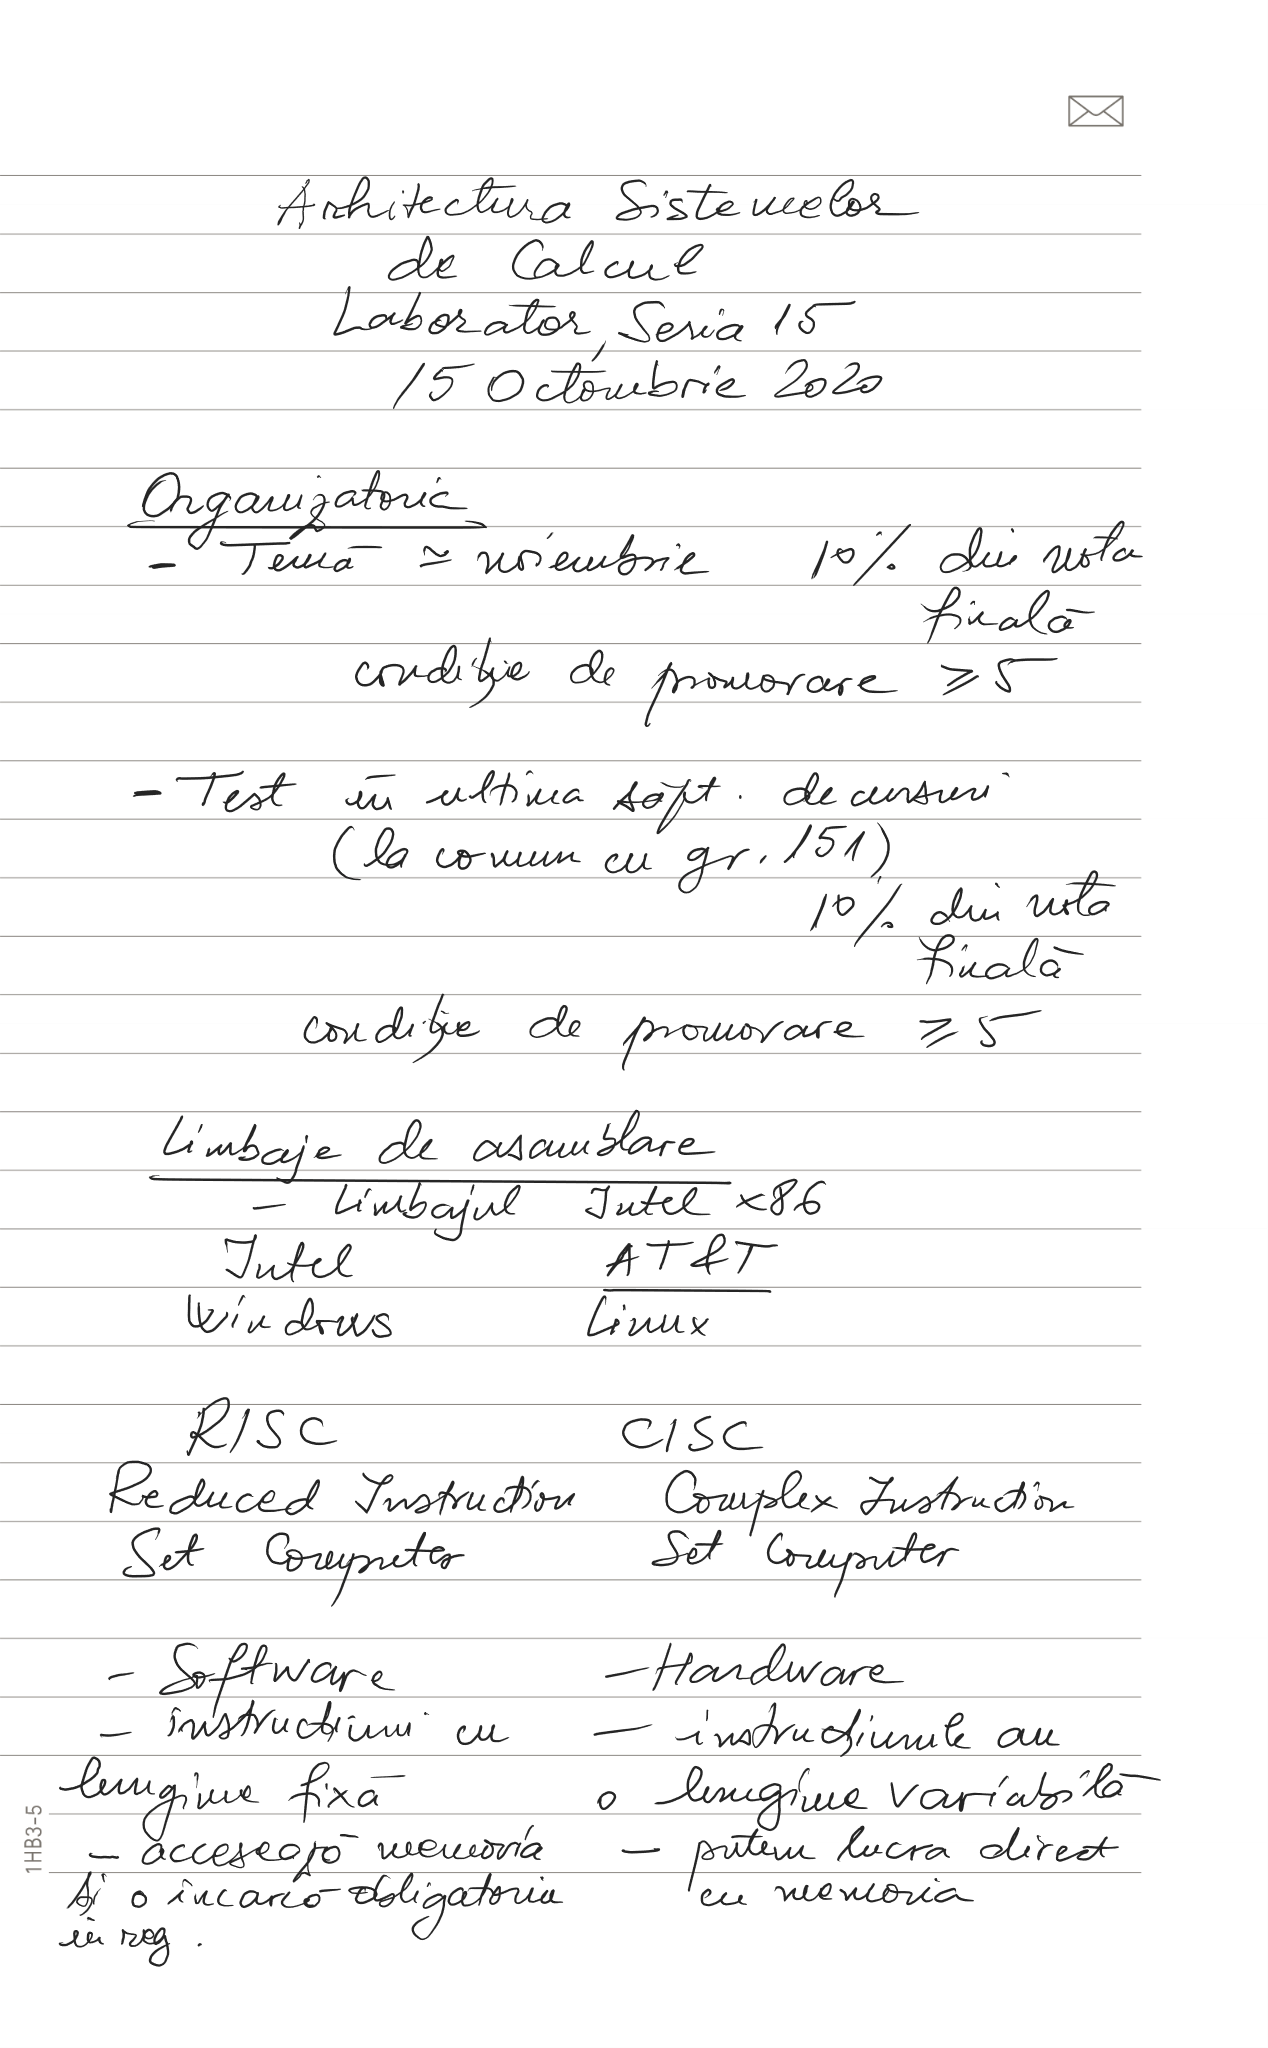 Arhitectura Sistemelor
de Calcul
Laborator, Seria 15
15 Octombrie 2020
Organizatoric
- Temă ≃ noiembrie 10% din nota
finală
condiție de promovare ≥ 5
- Test în ultima săpt. de cursuri
(la comun cu gr. 151)
10% din nota
finală
condiție de promovare ≥ 5
Limbaje de asamblare
- Limbajul Intel x86
Intel AT&T
Windows Linux
RISC CISC
Reduced Instruction Complex Instruction
Set Computer Set Computer
- Software - Hardware
- instrucțiuni cu - instrucțiunile au
lungime fixă o lungime variabilă
- accesează memoria - putem lucra direct
și o încarcă obligatoriu cu memoria
în reg.
1HB3-5